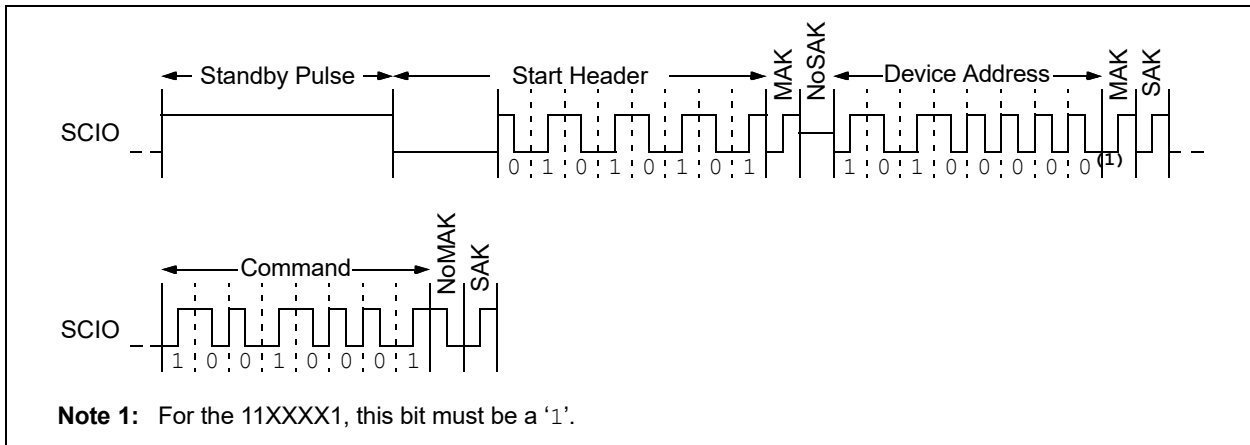 Standby Pulse Start Header MAK NoSAK Device Address MAK SAK
SCIO
0 1 0 1 0 1 0 1 1 0 1 0 0 0 0 0(1)
Command NoMAK SAK
SCIO
1 0 0 1 0 0 0 1
Note 1: For the 11XXXX1, this bit must be a ‘1’.